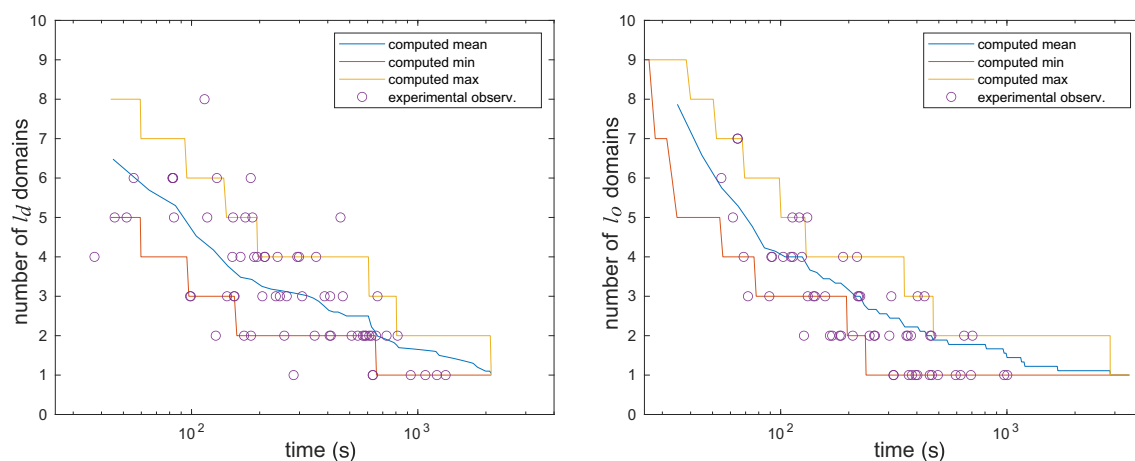 10
9
8
7
6
5
4
3
2
1
0
number of l_d domains
computed mean
computed min
computed max
experimental observ.
10^2
10^3
time (s)
10
9
8
7
6
5
4
3
2
1
0
number of l_o domains
computed mean
computed min
computed max
experimental observ.
10^2
10^3
time (s)